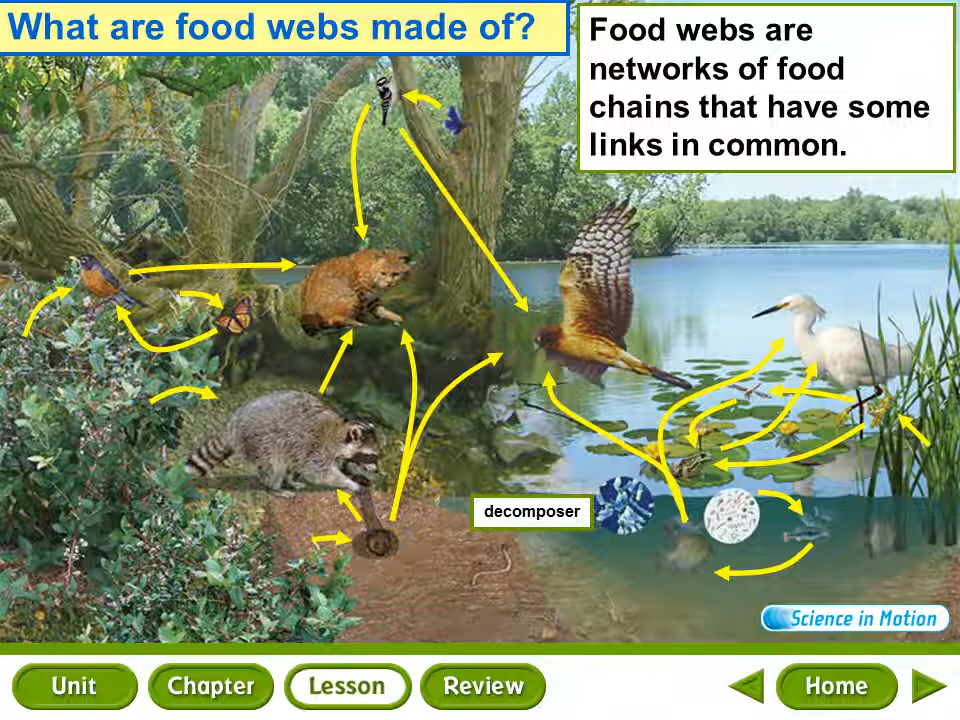 What are food webs made of?
Food webs are
networks of food
chains that have some
links in common.
decomposer
Science in Motion
Unit
Chapter
Lesson
Review
Home